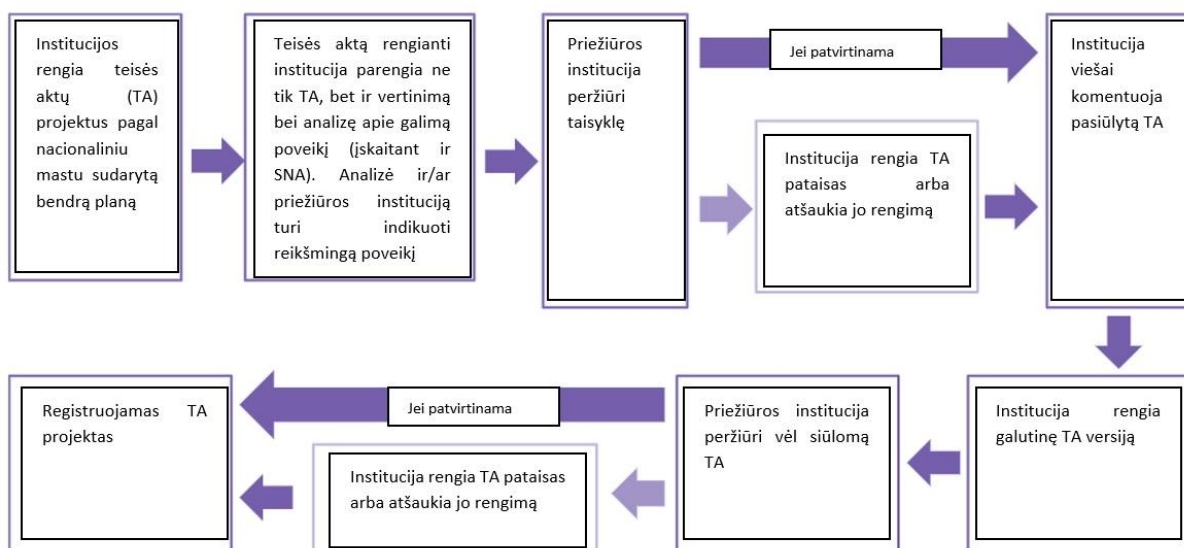 Institucijos
rengia teisės
aktų (TA)
projektus pagal
nacionaliniu
mastu sudarytą
bendrą planą
Teisės aktą rengianti
institucija parengia ne
tik TA, bet ir vertinimą
bei analizę apie galimą
poveikį (įskaitant ir
SNA). Analizė ir/ar
priežiūros instituciją
turi indikuoti
reikšmingą poveikį
Priežiūros
institucija
peržiūri
taisyklę
Jei patvirtinama
Institucija rengia TA
pataisas arba
atšaukia jo rengimą
Institucija
viešai
komentuoja
pasiūlytą TA
Institucija rengia
galutinę TA versiją
Priežiūros institucija
peržiūri vėl siūlomą
TA
Jei patvirtinama
Institucija rengia TA pataisas
arba atšaukia jo rengimą
Registruojamas TA
projektas